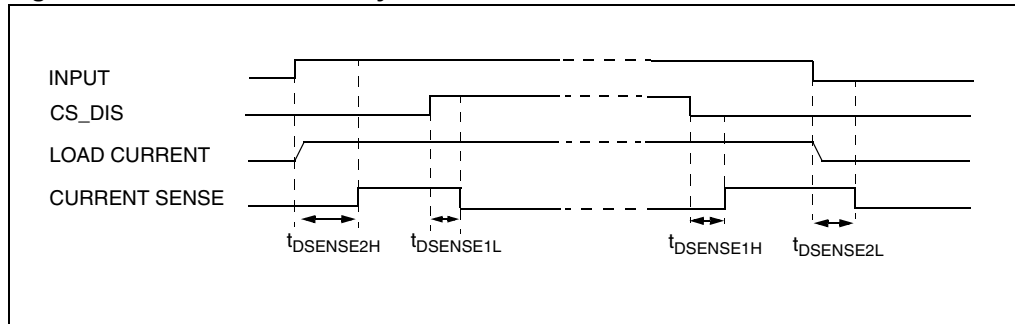 INPUT
CS_DIS
LOAD CURRENT
CURRENT SENSE
tDSENSE2H
tDSENSE1L
tDSENSE1H
tDSENSE2L